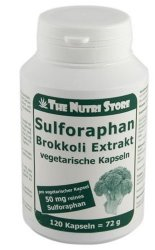 THE NUTRI STORE
Sulforaphan
Brokkoli Extrakt
vegetarische Kapseln
pro vegetarischer Kapsel
50 mg reines
Sulforaphan
120 Kapseln = 72 g